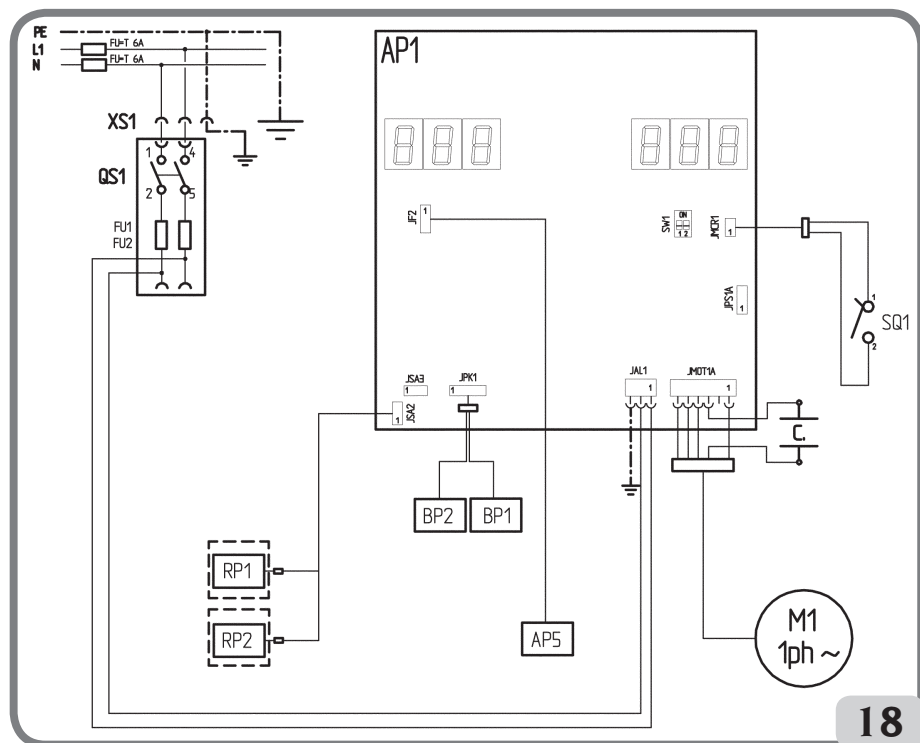 PE
L1 FU=T 6A
N FU=T 6A
AP1
XS1
1 4
QS1
2 5
FU1
FU2
JF2 1
SW1 ON 1 2
JMCR1 1
JPS1A 1
1
SQ1
2
JSA3 1
JPK1 1
JSA2 1
JAL1 1
JMOT1A 1
C.
BP2 BP1
RP1
RP2
AP5
M1
1ph ~
18